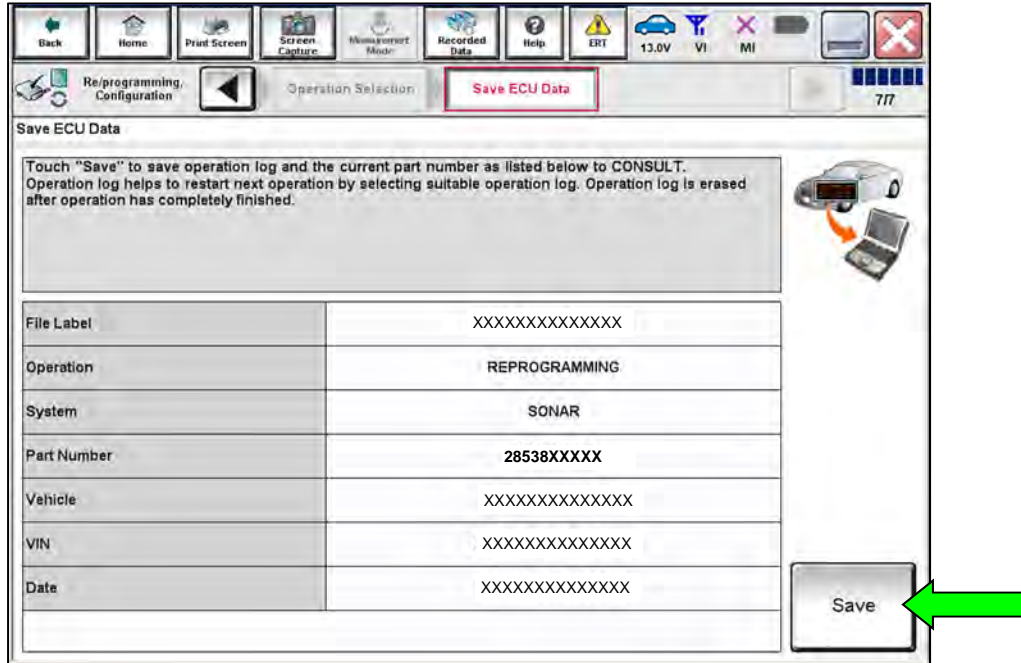 Back Home Print Screen Screen Capture Measurement Mode Recorded Data Help ERT 13.0V VI MI
Re/programming, Configuration Operation Selection Save ECU Data 7/7
Save ECU Data
Touch "Save" to save operation log and the current part number as listed below to CONSULT.
Operation log helps to restart next operation by selecting suitable operation log. Operation log is erased
after operation has completely finished.
File Label XXXXXXXXXXXXXX
Operation REPROGRAMMING
System SONAR
Part Number 28538XXXXX
Vehicle XXXXXXXXXXXXXX
VIN XXXXXXXXXXXXXX
Date XXXXXXXXXXXXXX
Save